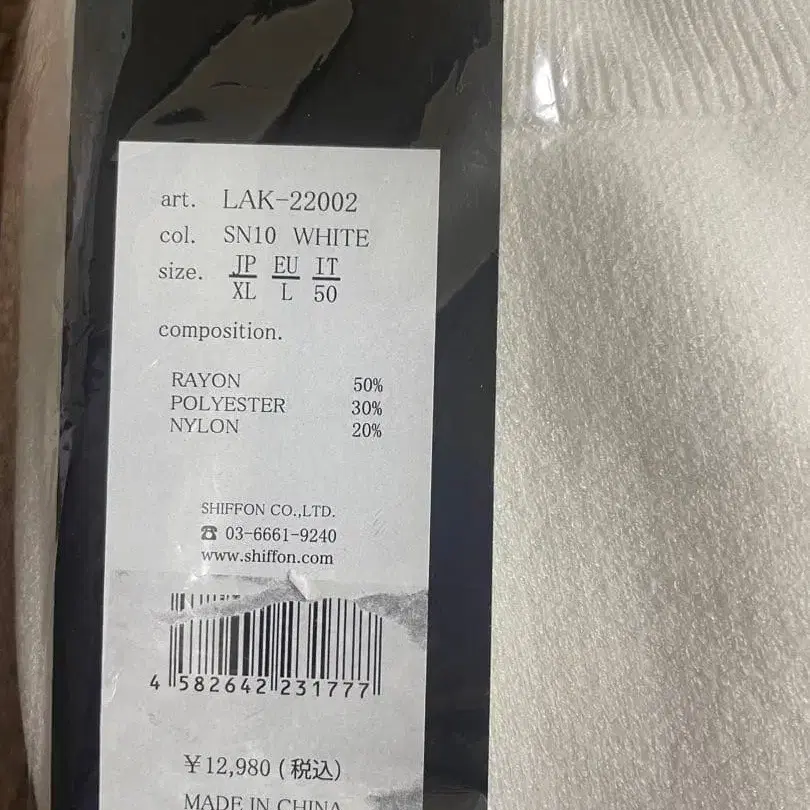 art. LAK-22002
col. SN10 WHITE
size. JP EU IT
XL L 50
composition.
RAYON 50%
POLYESTER 30%
NYLON 20%
SHIFFON CO.,LTD.
☎ 03-6661-9240
www.shiffon.com
4 582642 231777
¥12,980 (税込)
MADE IN CHINA